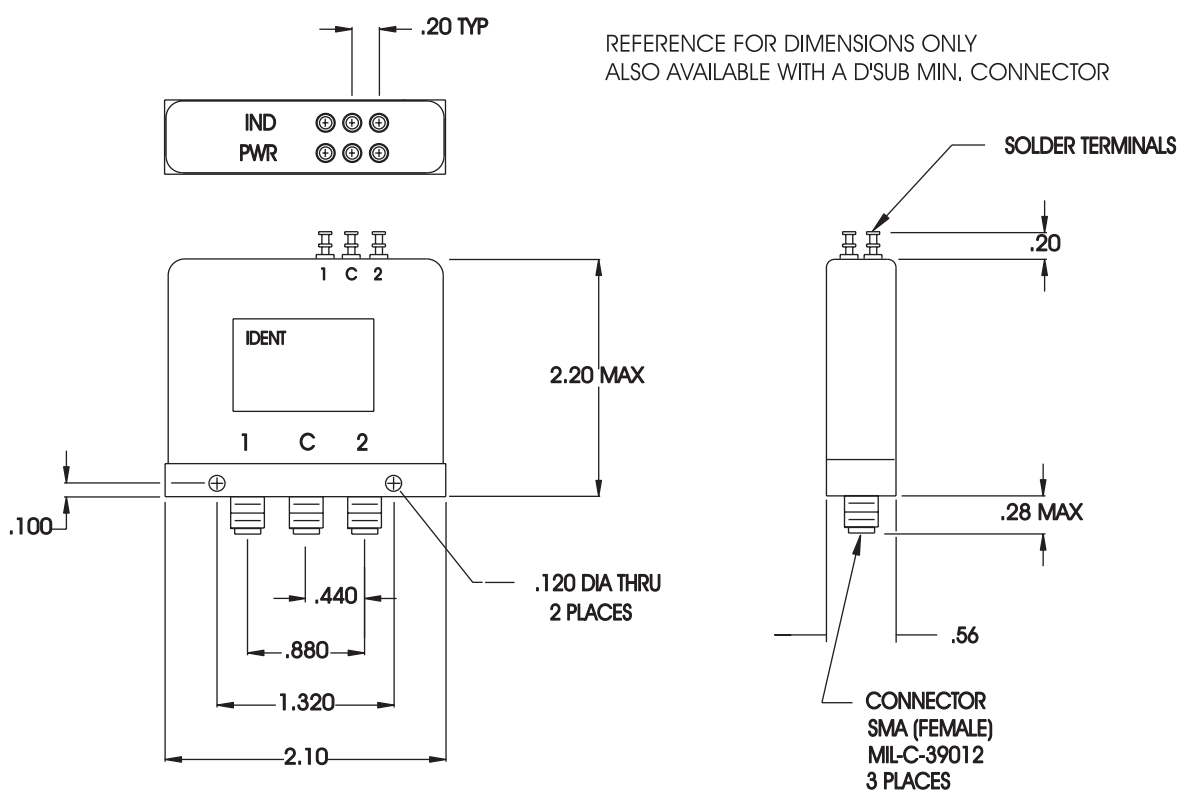 .20 TYP
REFERENCE FOR DIMENSIONS ONLY
ALSO AVAILABLE WITH A D'SUB MIN. CONNECTOR
IND
PWR
SOLDER TERMINALS
.20
1 C 2
IDENT
2.20 MAX
1 C 2
.100
.28 MAX
.120 DIA THRU
2 PLACES
.440
.880
.56
1.320
CONNECTOR
SMA (FEMALE)
MIL-C-39012
3 PLACES
2.10